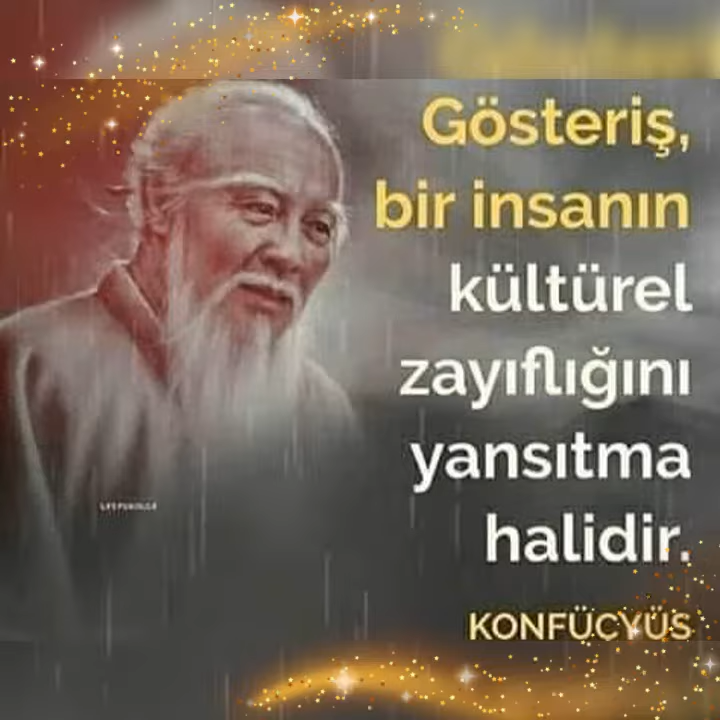 Gösteriş,
bir insanın
kültürel
zayıflığını
yansıtma
halidir.
KONFÜÇYÜS